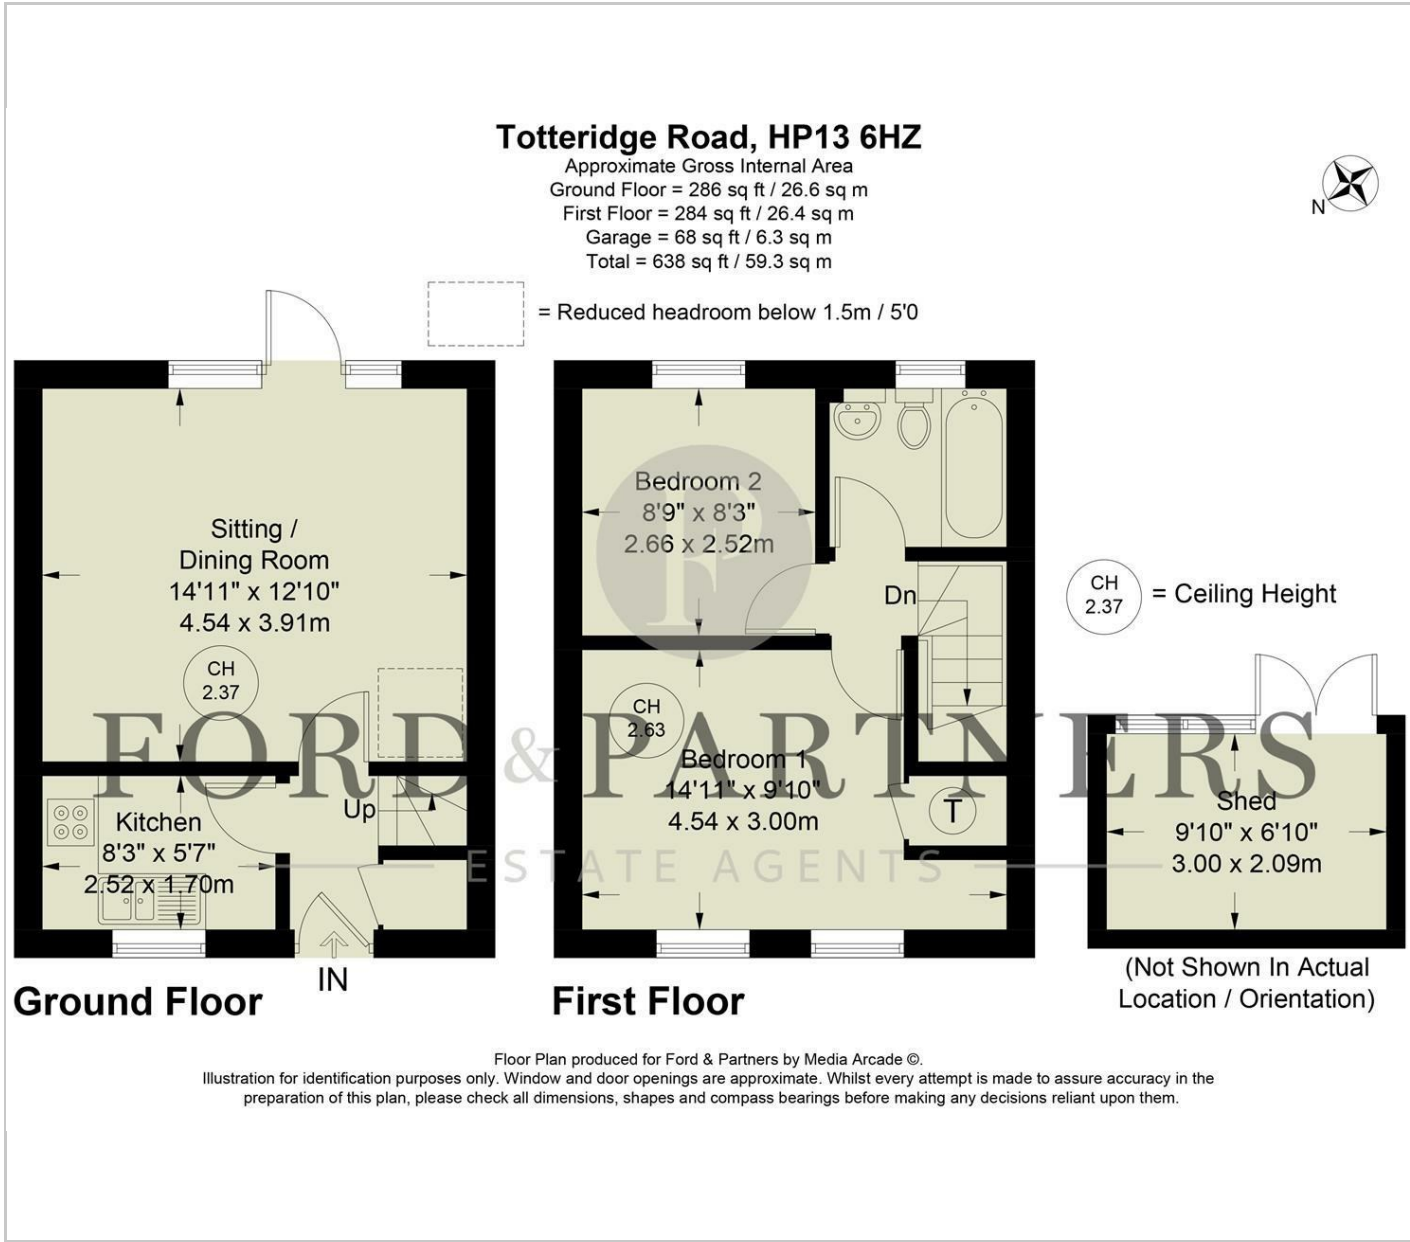 Totteridge Road, HP13 6HZ
Approximate Gross Internal Area
Ground Floor = 286 sq ft / 26.6 sq m
First Floor = 284 sq ft / 26.4 sq m
Garage = 68 sq ft / 6.3 sq m
Total = 638 sq ft / 59.3 sq m
N
= Reduced headroom below 1.5m / 5'0
Sitting /
Dining Room
14'11" x 12'10"
4.54 x 3.91m
CH
2.37
Kitchen
8'3" x 5'7"
2.52 x 1.70m
Up
IN
Ground Floor
Bedroom 2
8'9" x 8'3"
2.66 x 2.52m
Dn
CH
2.63
Bedroom 1
14'11" x 9'10"
4.54 x 3.00m
T
First Floor
CH
2.37
= Ceiling Height
Shed
9'10" x 6'10"
3.00 x 2.09m
(Not Shown In Actual
Location / Orientation)
FP
FORD & PARTNERS
ESTATE AGENTS
Floor Plan produced for Ford & Partners by Media Arcade ©.
Illustration for identification purposes only. Window and door openings are approximate. Whilst every attempt is made to assure accuracy in the
preparation of this plan, please check all dimensions, shapes and compass bearings before making any decisions reliant upon them.